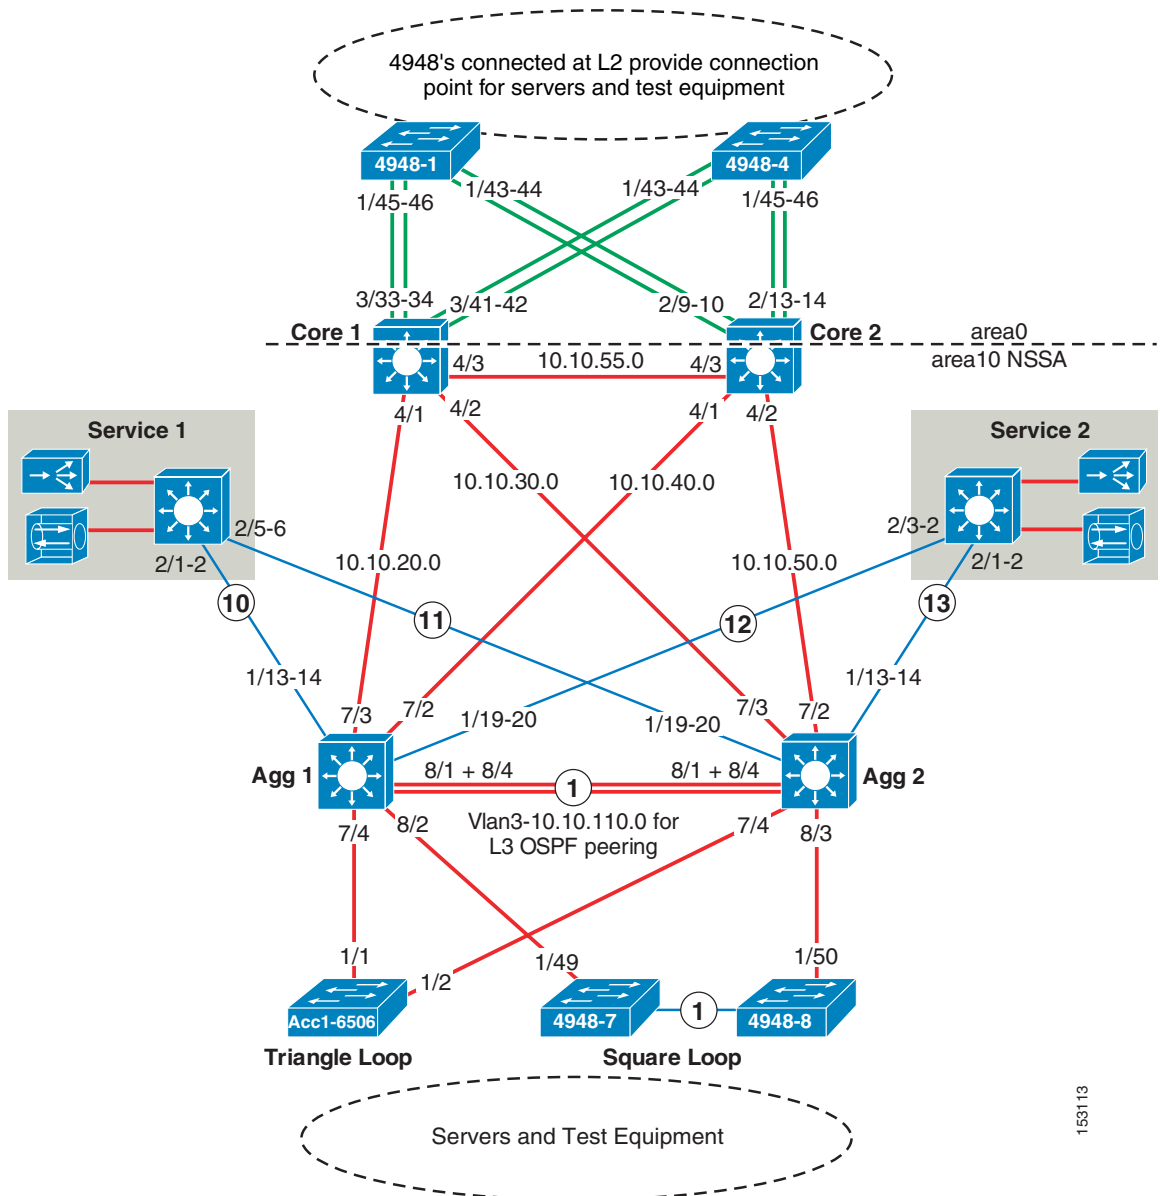 4948's connected at L2 provide connection
point for servers and test equipment
4948-1
4948-4
1/45-46
1/43-44
1/43-44
1/45-46
3/33-34
3/41-42
2/9-10
2/13-14
Core 1
Core 2
area0
area10 NSSA
4/3
10.10.55.0
4/3
4/1
4/2
4/1
4/2
Service 1
Service 2
10.10.30.0
10.10.40.0
2/5-6
2/1-2
2/3-2
2/1-2
10.10.20.0
10.10.50.0
10
11
12
13
1/13-14
1/13-14
7/3
7/2
1/19-20
1/19-20
7/3
7/2
Agg 1
8/1 + 8/4
1
8/1 + 8/4
Agg 2
7/4
8/2
Vlan3-10.10.110.0 for
L3 OSPF peering
7/4
8/3
1/1
1/2
1/49
1/50
Acc1-6506
4948-7
1
4948-8
Triangle Loop
Square Loop
Servers and Test Equipment
153113